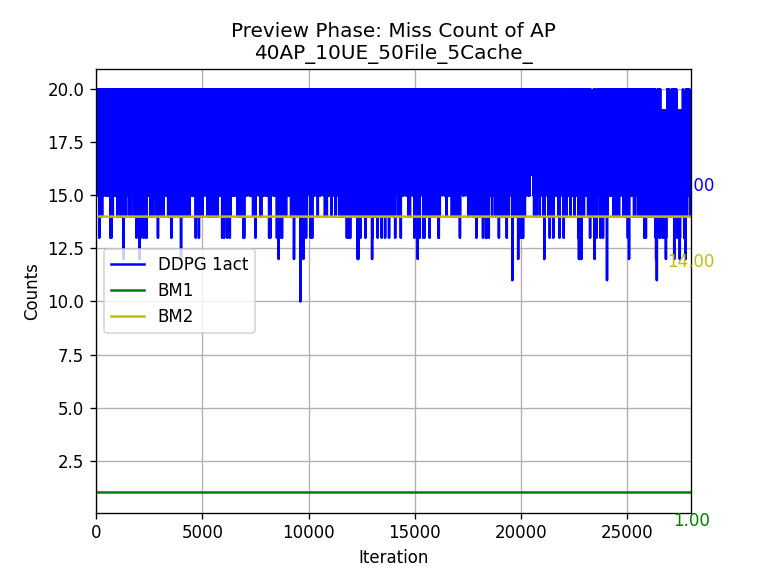 Preview Phase: Miss Count of AP
40AP_10UE_50File_5Cache_
20.0
17.5
15.0
12.5
10.0
7.5
5.0
2.5
Counts
DDPG 1act
BM1
BM2
14.00
1.00
0
5000
10000
15000
20000
25000
Iteration